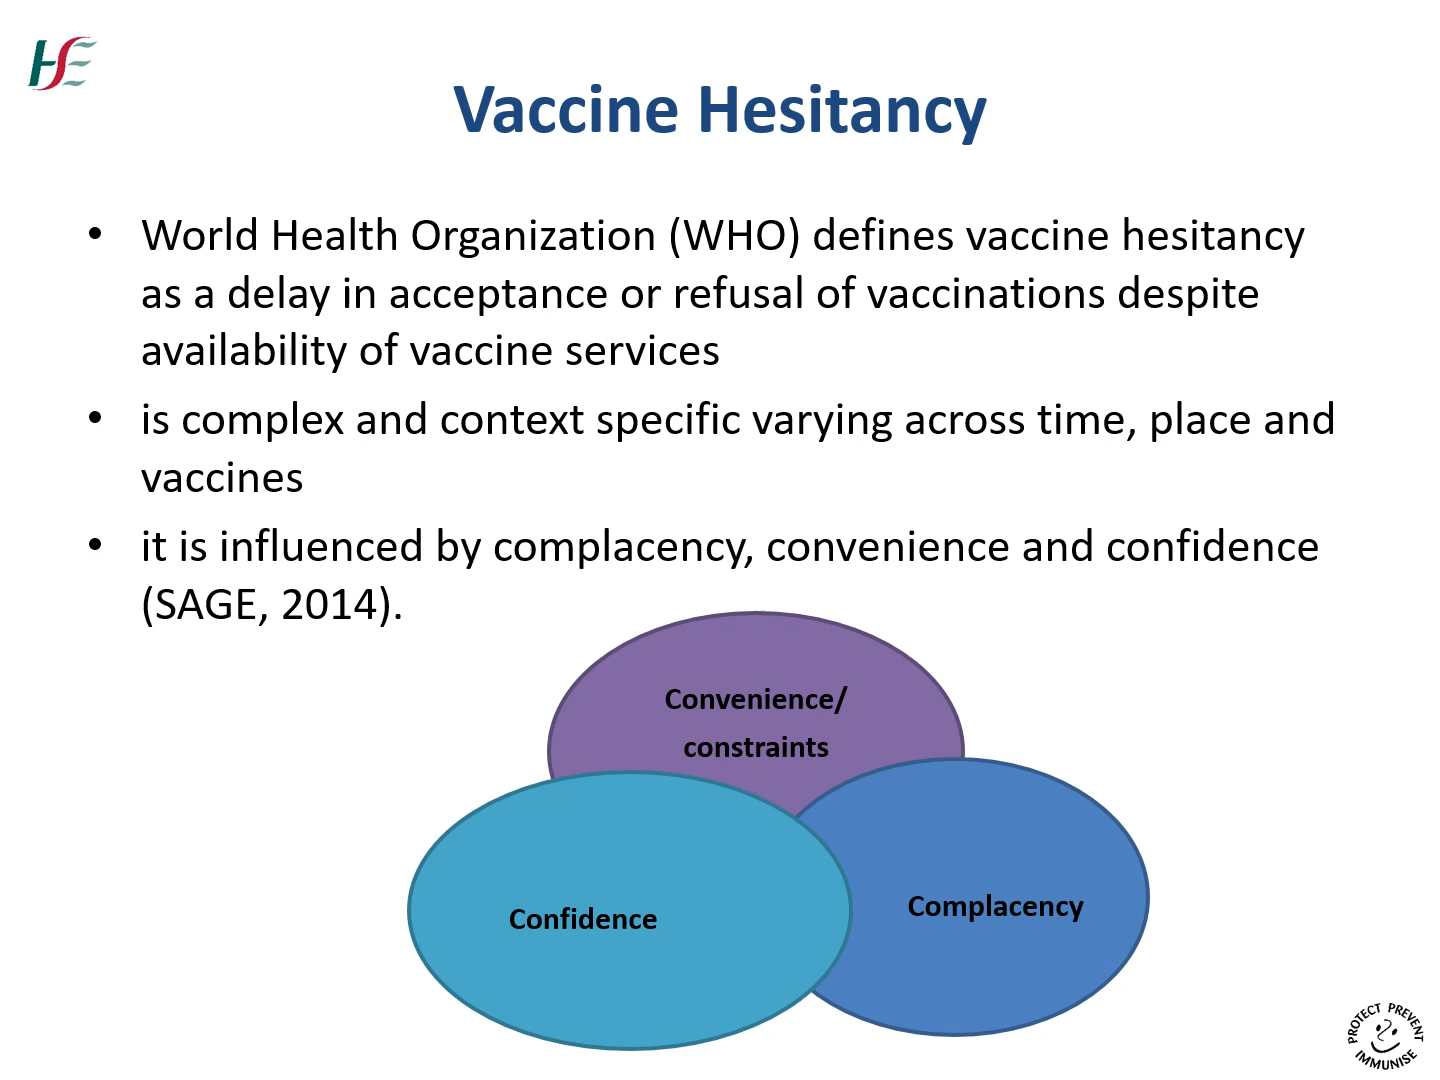 HSE
Vaccine Hesitancy
• World Health Organization (WHO) defines vaccine hesitancy
as a delay in acceptance or refusal of vaccinations despite
availability of vaccine services
• is complex and context specific varying across time, place and
vaccines
• it is influenced by complacency, convenience and confidence
(SAGE, 2014).
Convenience/
constraints
Confidence
Complacency
PROTECT PREVENT
IMMUNISE